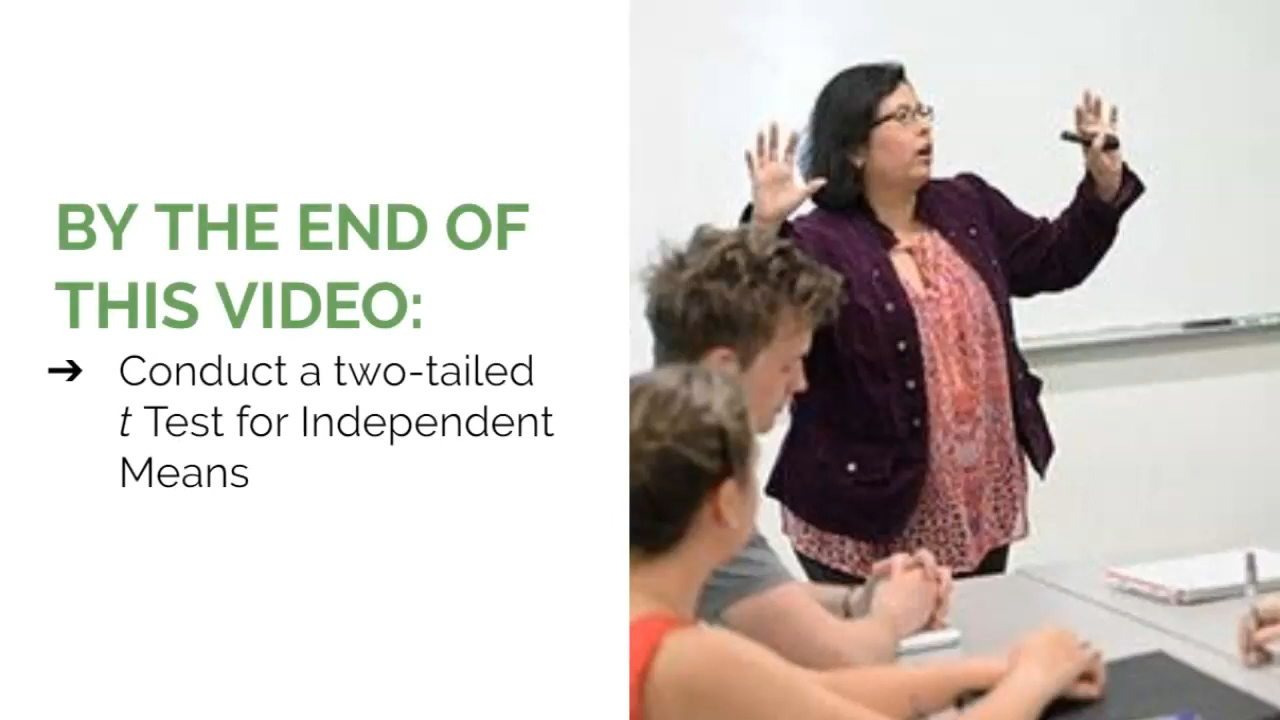 BY THE END OF
THIS VIDEO:
➔ Conduct a two-tailed
t Test for Independent
Means